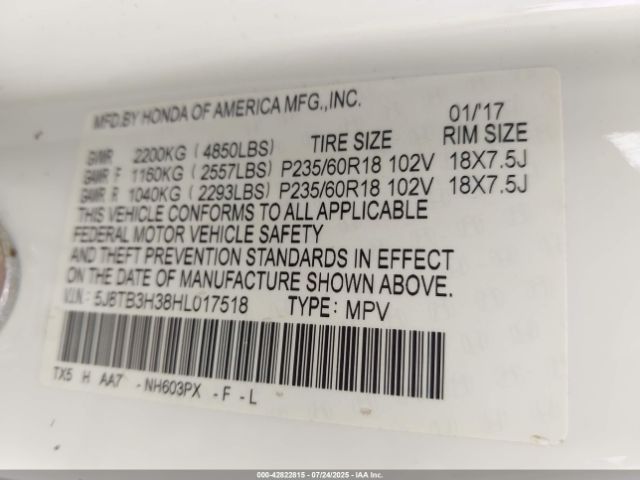 MFD.BY HONDA OF AMERICA MFG.,INC. 01/'17
TIRE SIZE RIM SIZE
GVWR 2200KG (4850LBS)
GAWR F 1160KG (2557LBS) P235/60R18 102V 18X7.5J
GAWR R 1040KG (2293LBS) P235/60R18 102V 18X7.5J
THIS VEHICLE CONFORMS TO ALL APPLICABLE
FEDERAL MOTOR VEHICLE SAFETY
AND THEFT PREVENTION STANDARDS IN EFFECT
ON THE DATE OF MANUFACTURE SHOWN ABOVE.
V.I.N.: 5J8TB3H38HL017518 TYPE: MPV
TX5 H AA7 -NH603PX -F -L
000-42822815 - 07/24/2025 - IAAI.com